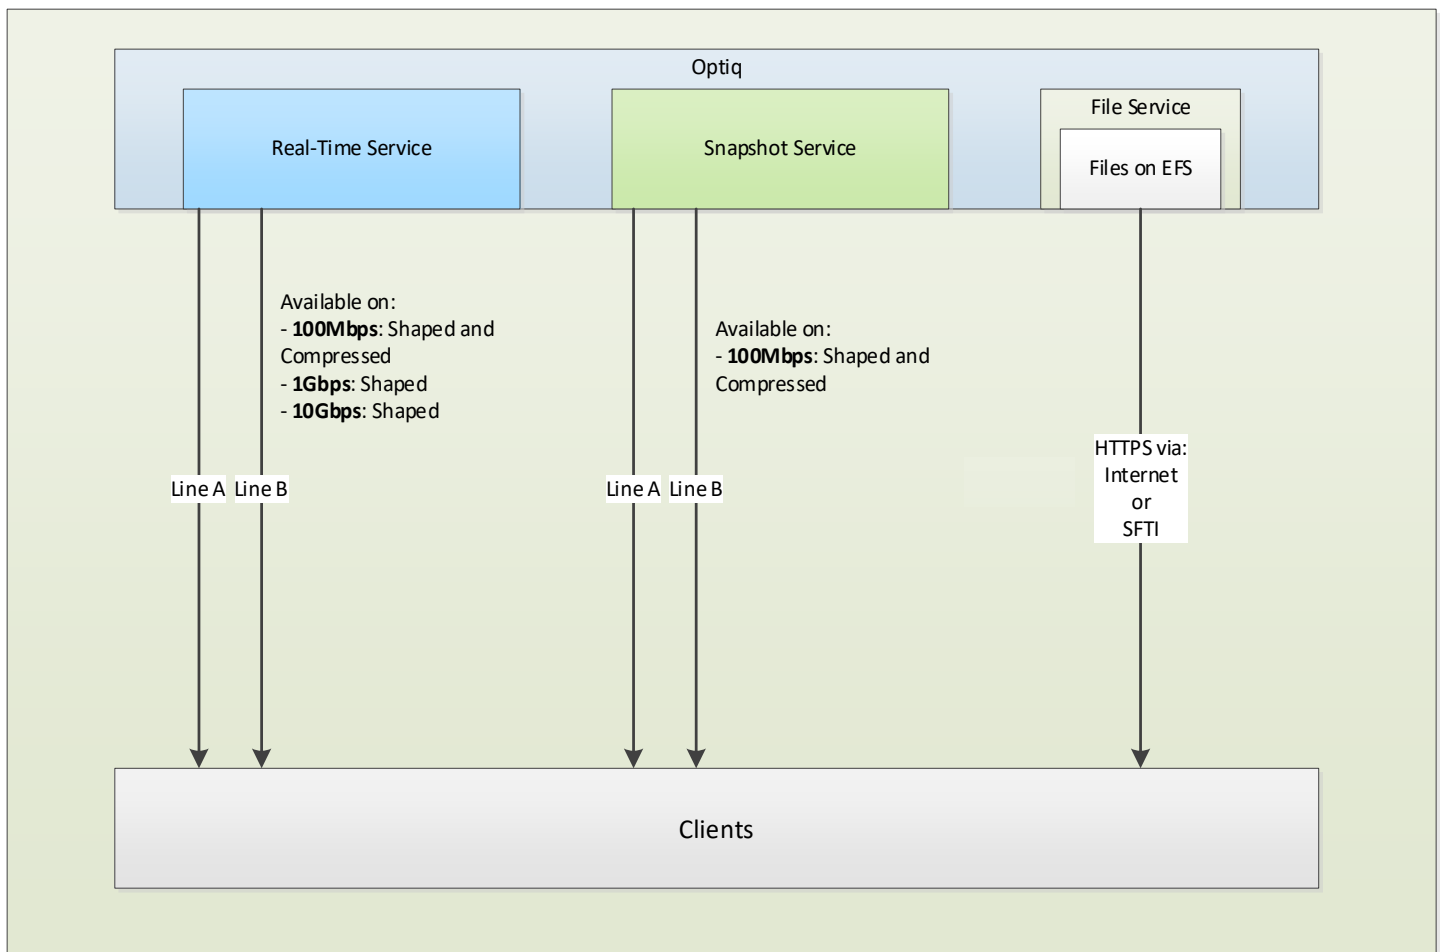 Optiq
Real-Time Service
Snapshot Service
File Service
Files on EFS
Available on:
- 100Mbps: Shaped and
Compressed
- 1Gbps: Shaped
- 10Gbps: Shaped
Available on:
- 100Mbps: Shaped and
Compressed
HTTPS via:
Internet
or
SFTI
Line A
Line B
Line A
Line B
Clients